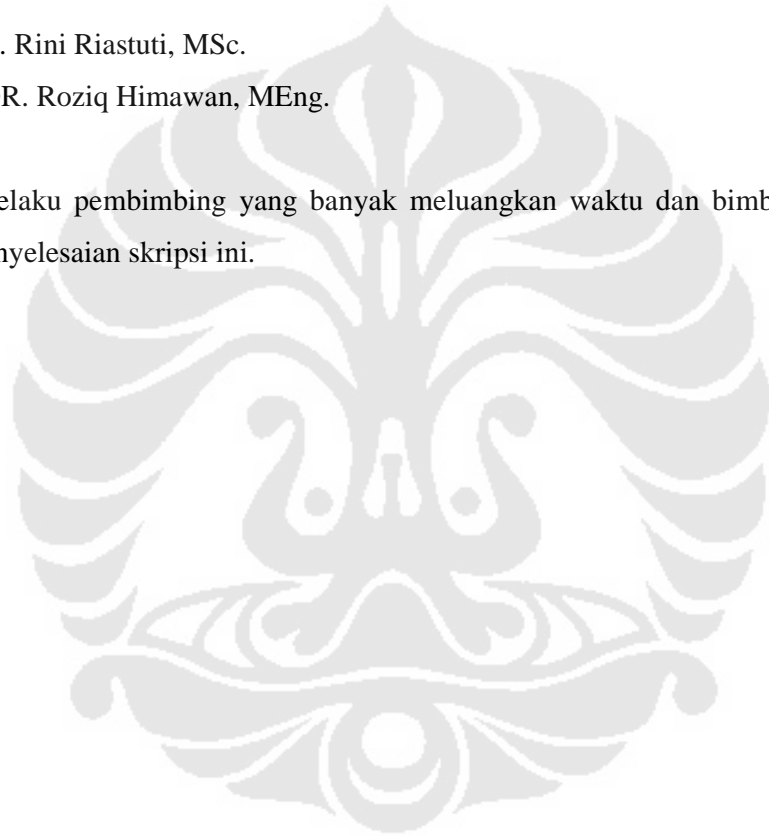 . Rini Riastuti, MSc.
R. Roziq Himawan, MEng.
elaku pembimbing yang banyak meluangkan waktu dan bimb
nyelesaian skripsi ini.